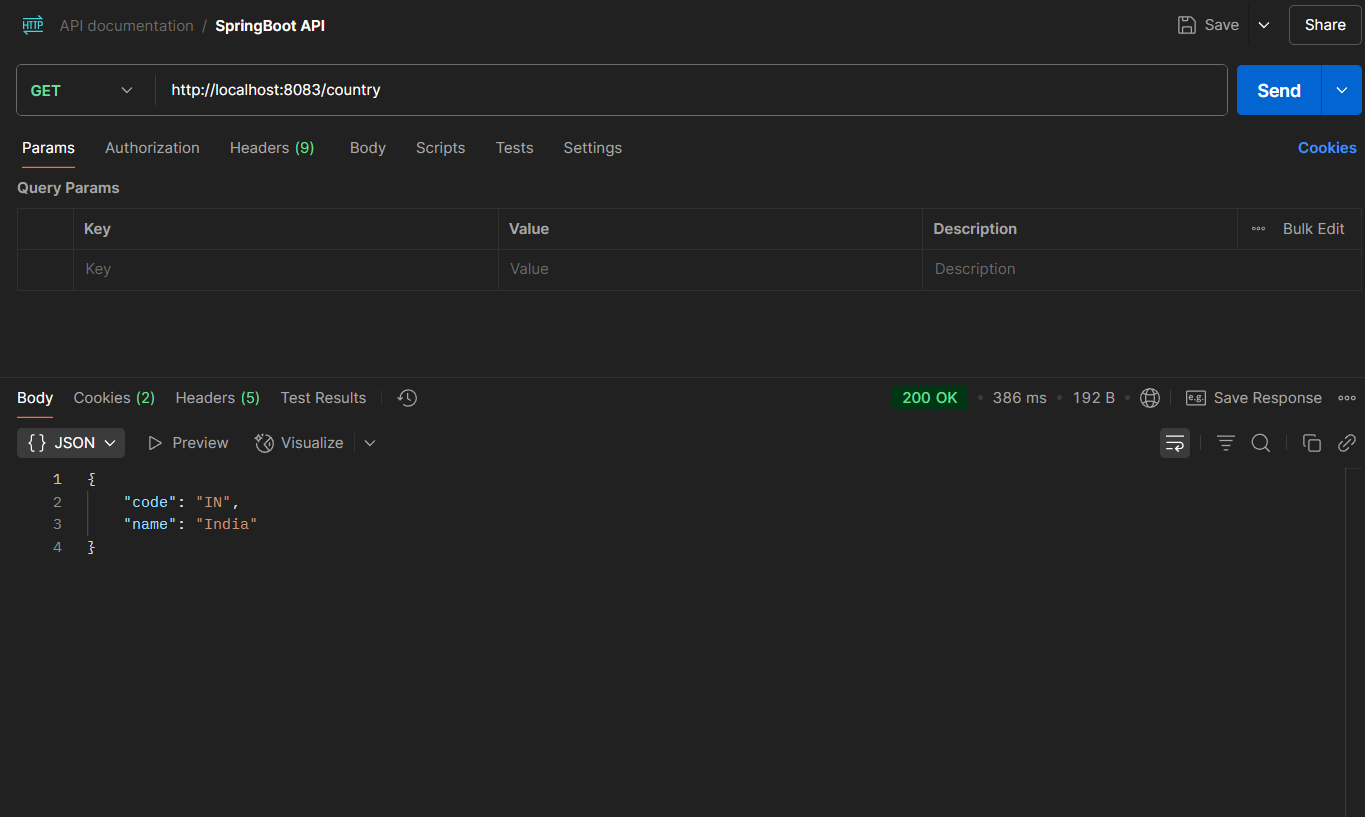 HTTP API documentation / SpringBoot API Save Share
GET http://localhost:8083/country Send
Params Authorization Headers (9) Body Scripts Tests Settings Cookies
Query Params
Key Value Description Bulk Edit
Key Value Description
Body Cookies (2) Headers (5) Test Results 200 OK • 386 ms • 192 B • e.g. Save Response
{} JSON Preview Visualize
1 {
2 "code": "IN",
3 "name": "India"
4 }